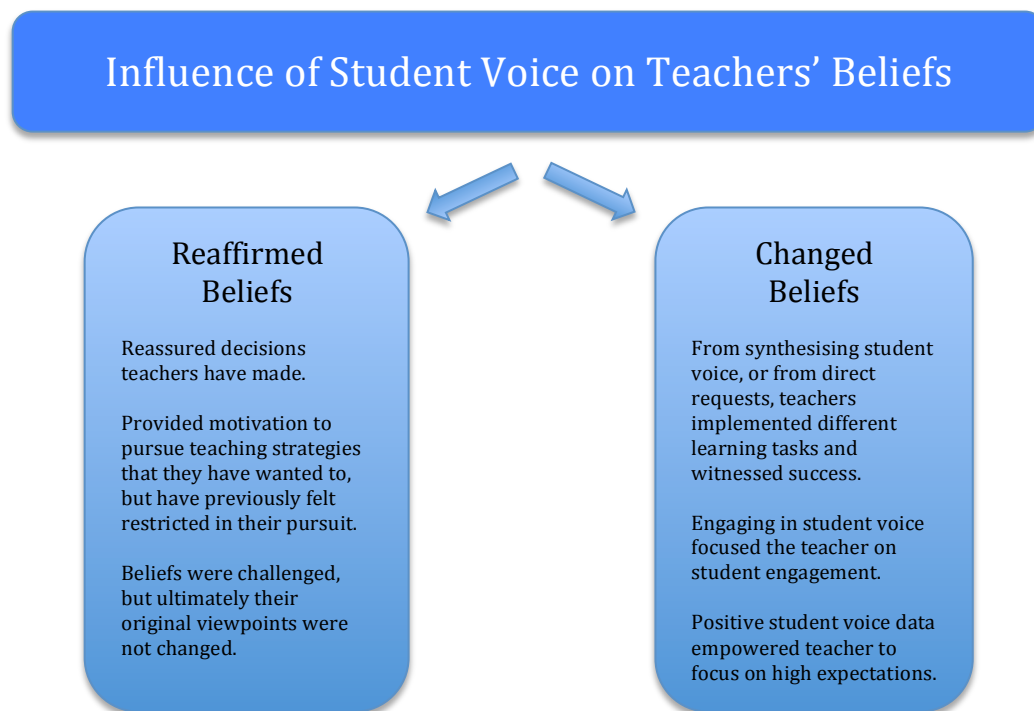 Influence of Student Voice on Teachers’ Beliefs
Reaffirmed
Beliefs
Reassured decisions
teachers have made.
Provided motivation to
pursue teaching strategies
that they have wanted to,
but have previously felt
restricted in their pursuit.
Beliefs were challenged,
but ultimately their
original viewpoints were
not changed.
Changed
Beliefs
From synthesising student
voice, or from direct
requests, teachers
implemented different
learning tasks and
witnessed success.
Engaging in student voice
focused the teacher on
student engagement.
Positive student voice data
empowered teacher to
focus on high expectations.